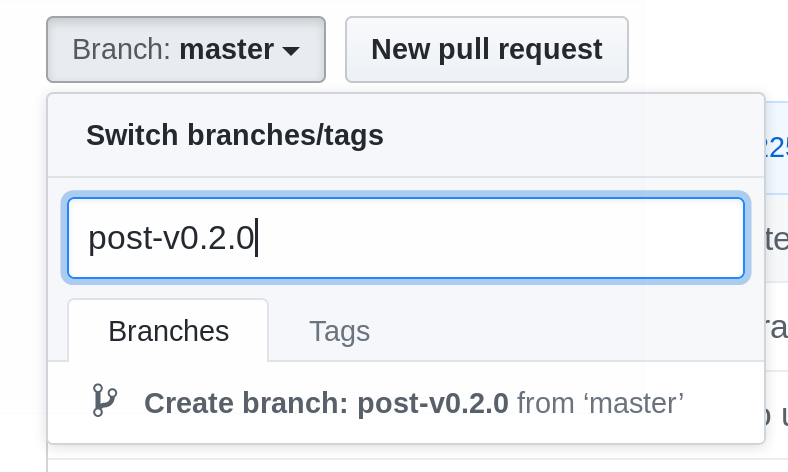 Branch: master
New pull request
Switch branches/tags
post-v0.2.0
Branches
Tags
Create branch: post-v0.2.0 from ‘master’